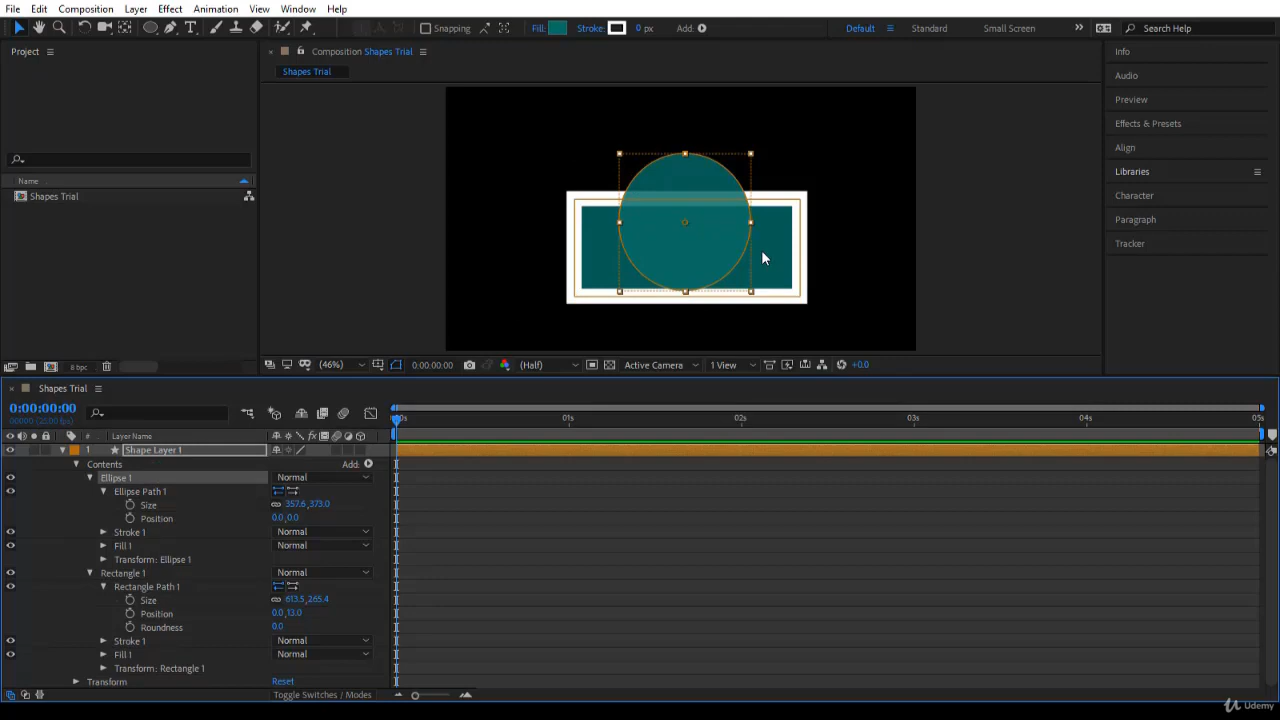 File Edit Composition Layer Effect Animation View Window Help
Snapping Fill: Stroke: 0 px Add: Default Standard Small Screen Search Help
Project Composition Shapes Trial Info
Shapes Trial
Audio
Preview
Effects & Presets
Align
Name
Libraries
Shapes Trial Character
Paragraph
Tracker
8 bpc (46%) 0:00:00:00 (Half) Active Camera 1 View +0.0
Shapes Trial
0:00:00:00
00000 (25.00 fps)
01s 02s 03s 04s 05s
# Layer Name
1 Shape Layer 1
Contents Add:
Ellipse 1 Normal
Ellipse Path 1
Size 357.6,373.0
Position 0.0,0.0
Stroke 1 Normal
Fill 1 Normal
Transform: Ellipse 1
Rectangle 1 Normal
Rectangle Path 1
Size 613.5,265.4
Position 0.0,13.0
Roundness 0.0
Stroke 1 Normal
Fill 1 Normal
Transform: Rectangle 1
Transform Reset
Toggle Switches / Modes
Udemy